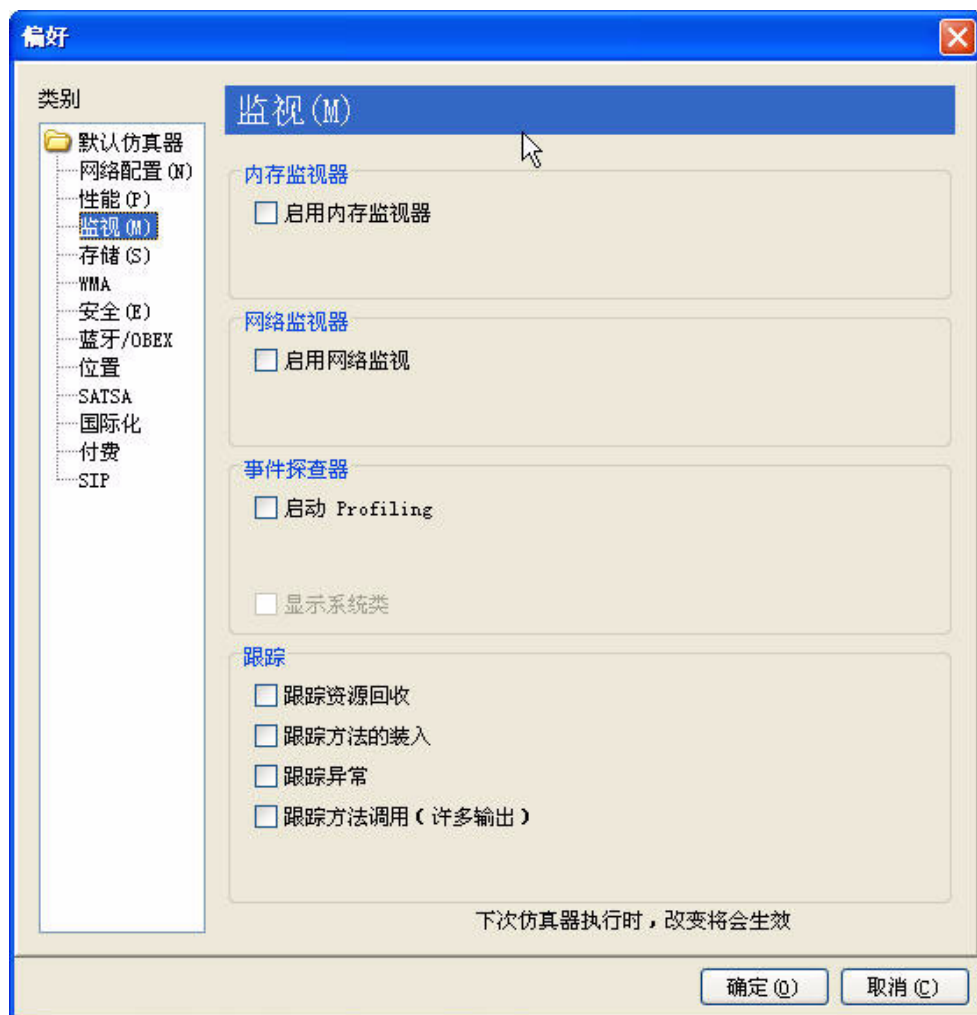 偏好
类别
默认仿真器
网络配置(N)
性能(P)
监视(M)
存储(S)
WMA
安全(E)
蓝牙/OBEX
位置
SATSA
国际化
付费
SIP
监视(M)
内存监视器
启用内存监视器
网络监视器
启用网络监视
事件探查器
启动 Profiling
显示系统类
跟踪
跟踪资源回收
跟踪方法的装入
跟踪异常
跟踪方法调用(许多输出)
下次仿真器执行时,改变将会生效
确定(O)
取消(C)